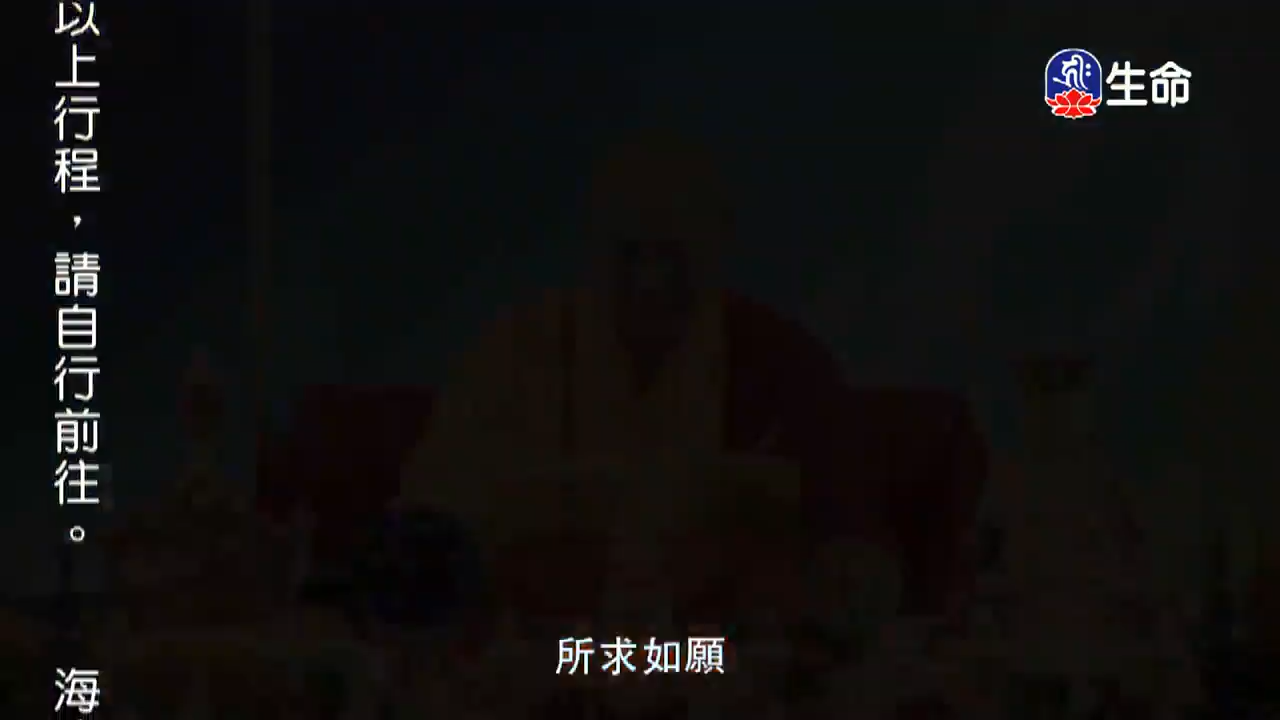 以上行程，請自行前往。
海
生命
所求如願